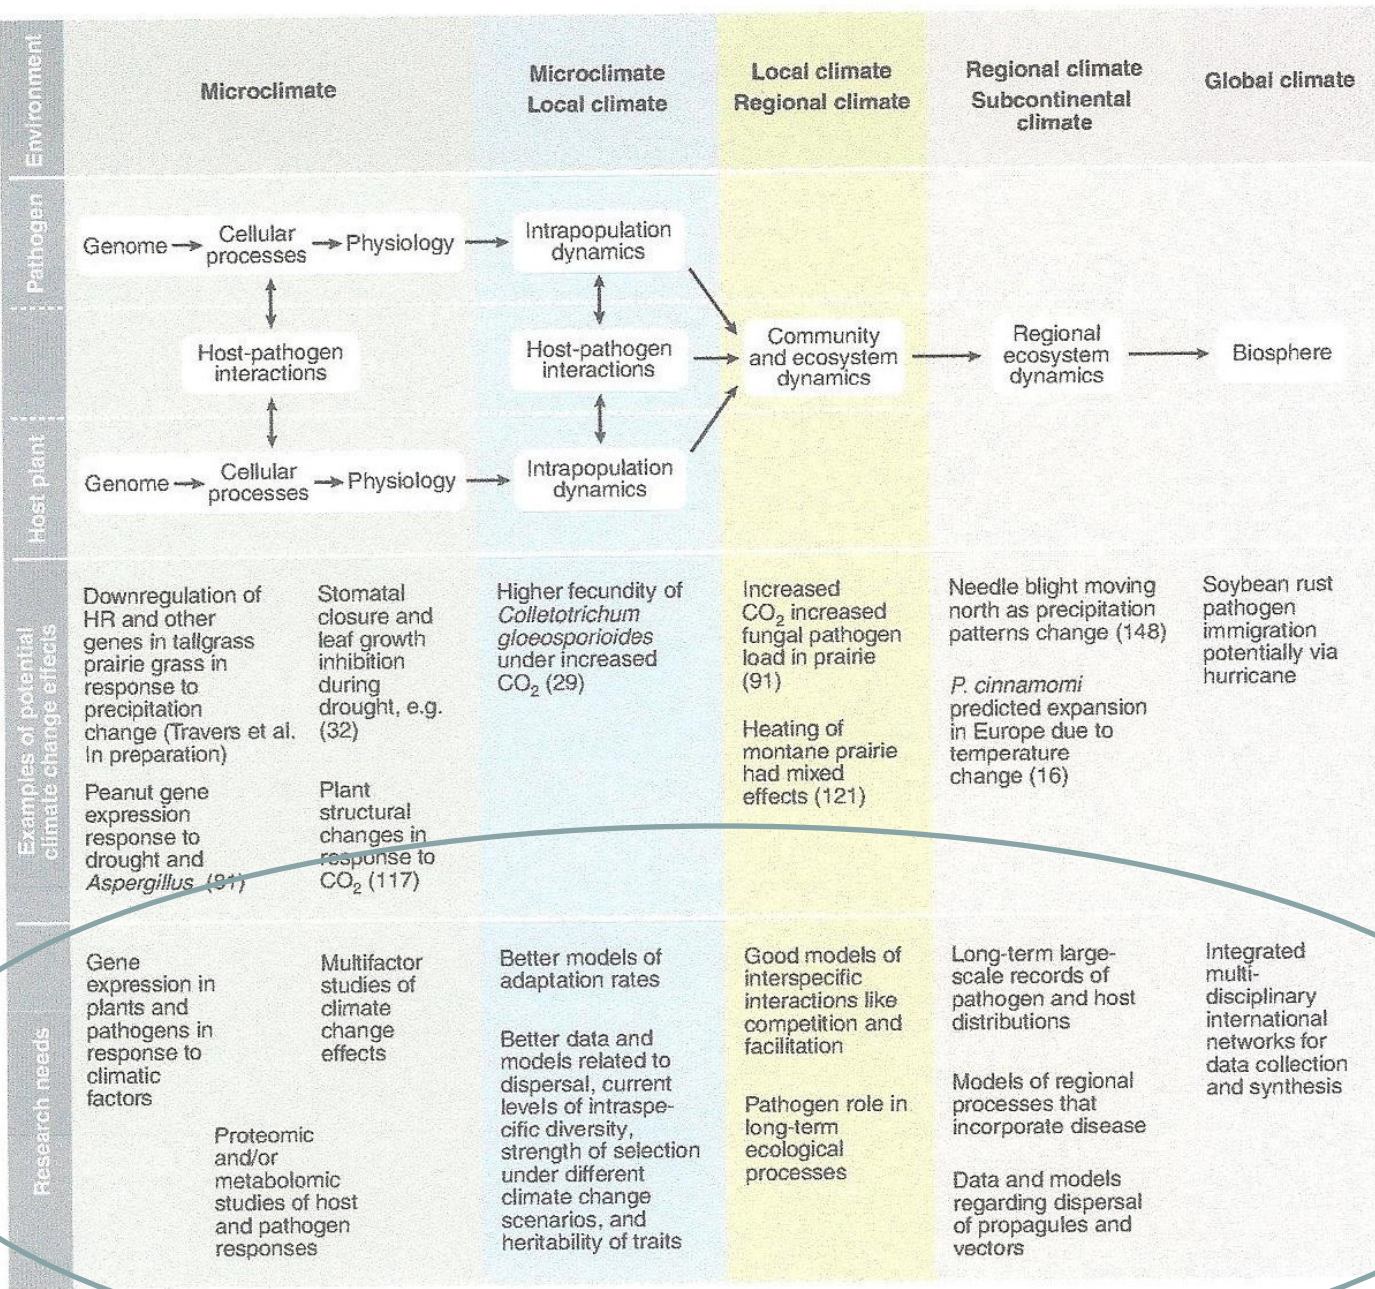 Environment
Microclimate
Microclimate
Local climate
Local climate
Regional climate
Regional climate
Subcontinental
climate
Global climate
Pathogen
Genome
Cellular
processes
Physiology
Intrapopulation
dynamics
Host-pathogen
interactions
Host-pathogen
interactions
Community
and ecosystem
dynamics
Regional
ecosystem
dynamics
Biosphere
Host plant
Genome
Cellular
processes
Physiology
Intrapopulation
dynamics
Examples of potential
climate change effects
Downregulation of
HR and other
genes in tallgrass
prairie grass in
response to
precipitation
change (Travers et al.
In preparation)
Peanut gene
expression
response to
drought and
Aspergillus (81)
Stomatal
closure and
leaf growth
inhibition
during
drought, e.g.
(32)
Plant
structural
changes in
response to
CO2 (117)
Higher fecundity of
Colletotrichum
gloeosporioides
under increased
CO2 (29)
Increased
CO2 increased
fungal pathogen
load in prairie
(91)
Heating of
montane prairie
had mixed
effects (121)
Needle blight moving
north as precipitation
patterns change (148)
P. cinnamomi
predicted expansion
in Europe due to
temperature
change (16)
Soybean rust
pathogen
immigration
potentially via
hurricane
Research needs
Gene
expression in
plants and
pathogens in
response to
climatic
factors
Multifactor
studies of
climate
change
effects
Proteomic
and/or
metabolomic
studies of host
and pathogen
responses
Better models of
adaptation rates
Better data and
models related to
dispersal, current
levels of intraspe-
cific diversity,
strength of selection
under different
climate change
scenarios, and
heritability of traits
Good models of
interspecific
interactions like
competition and
facilitation
Pathogen role in
long-term
ecological
processes
Long-term large-
scale records of
pathogen and host
distributions
Models of regional
processes that
incorporate disease
Data and models
regarding dispersal
of propagules and
vectors
Integrated
multi-
disciplinary
international
networks for
data collection
and synthesis